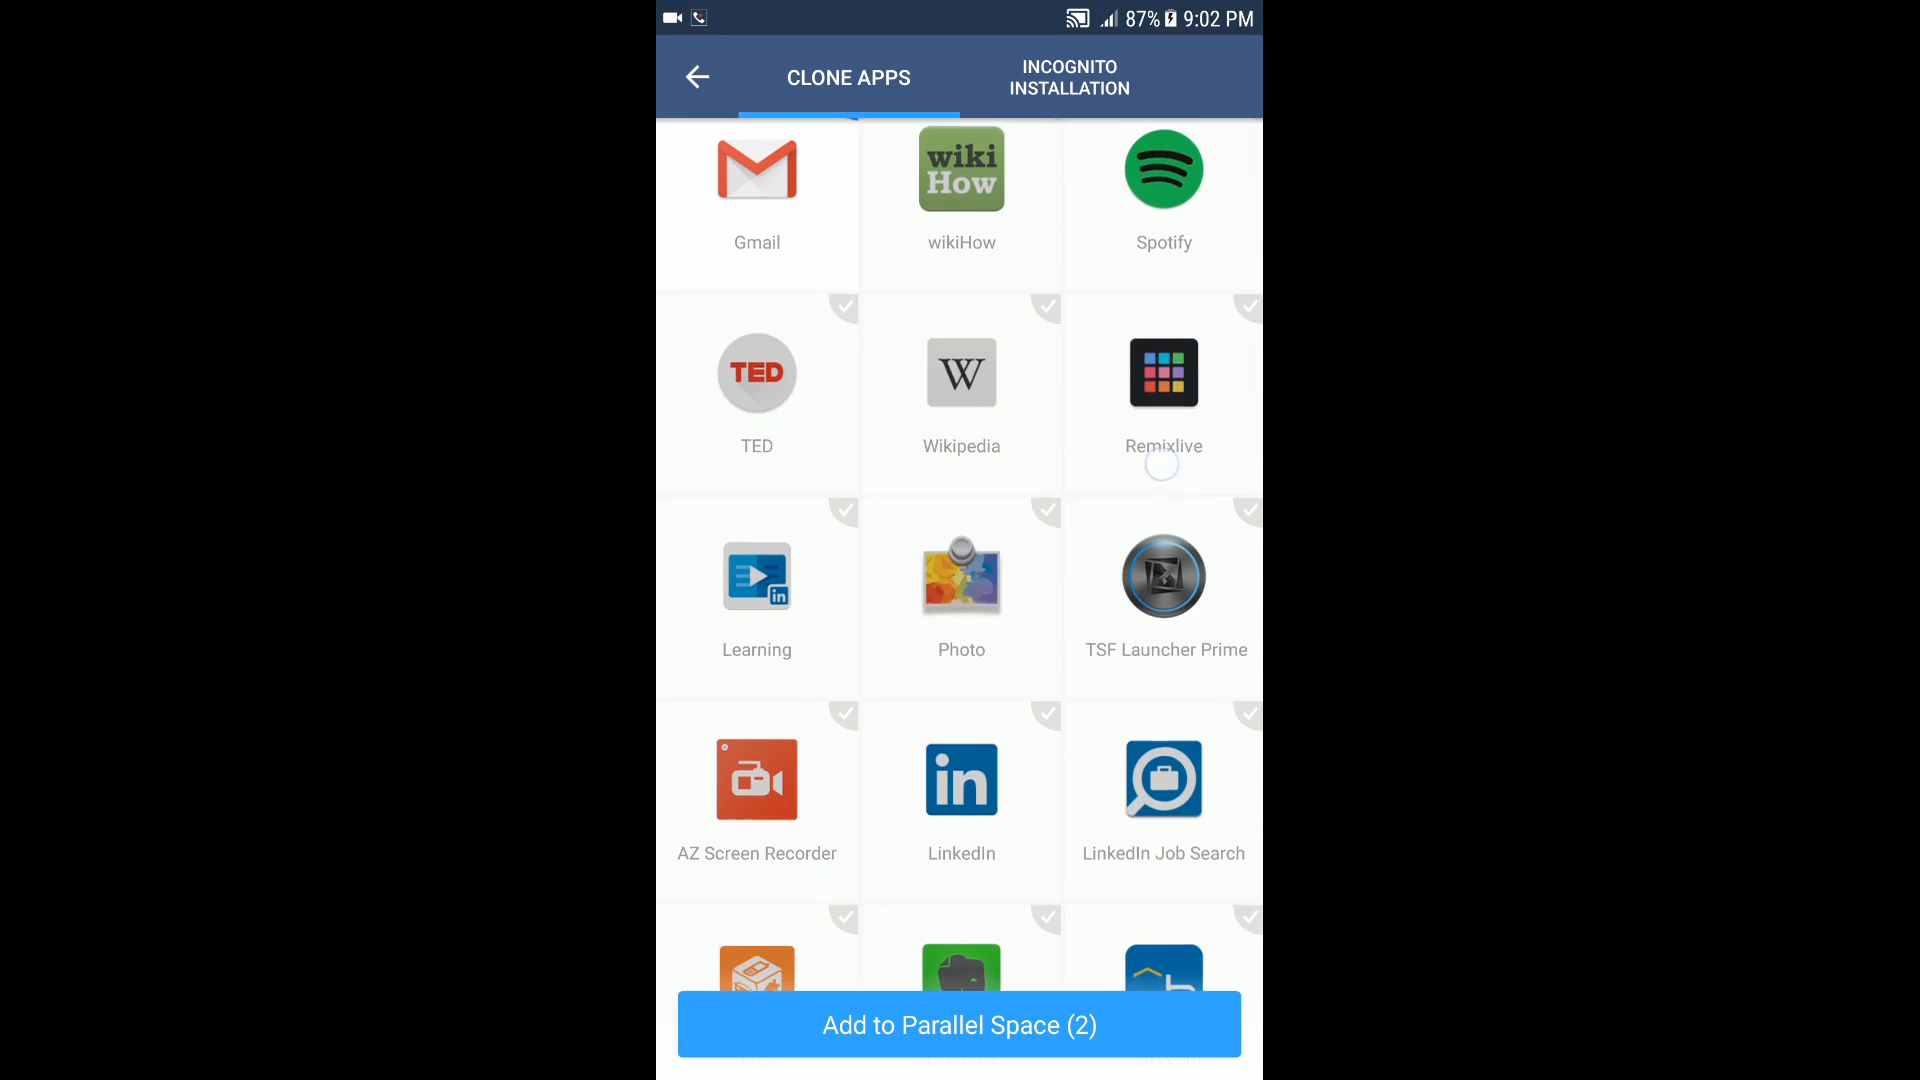 87% 9:02 PM
CLONE APPS
INCOGNITO
INSTALLATION
wiki
How
Gmail
wikiHow
Spotify
TED
W
TED
Wikipedia
Remixlive
in
Learning
Photo
TSF Launcher Prime
in
AZ Screen Recorder
LinkedIn
LinkedIn Job Search
Add to Parallel Space (2)